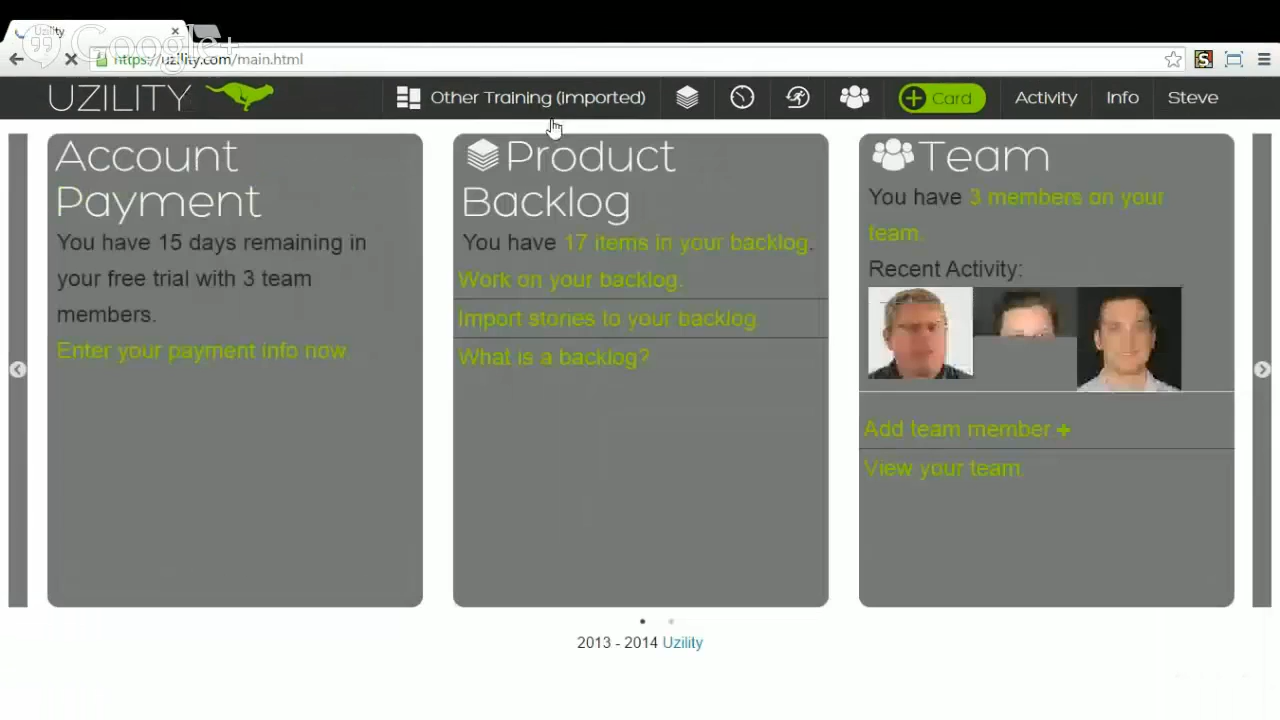 Uzility
Google+
https://uzility.com/main.html
UZILITY
Other Training (imported)
Card
Activity
Info
Steve
Account
Payment
You have 15 days remaining in
your free trial with 3 team
members.
Enter your payment info now
Product
Backlog
You have 17 items in your backlog.
Work on your backlog.
Import stories to your backlog.
What is a backlog?
Team
You have 3 members on your
team.
Recent Activity:
Add team member +
View your team.
2013 - 2014 Uzility